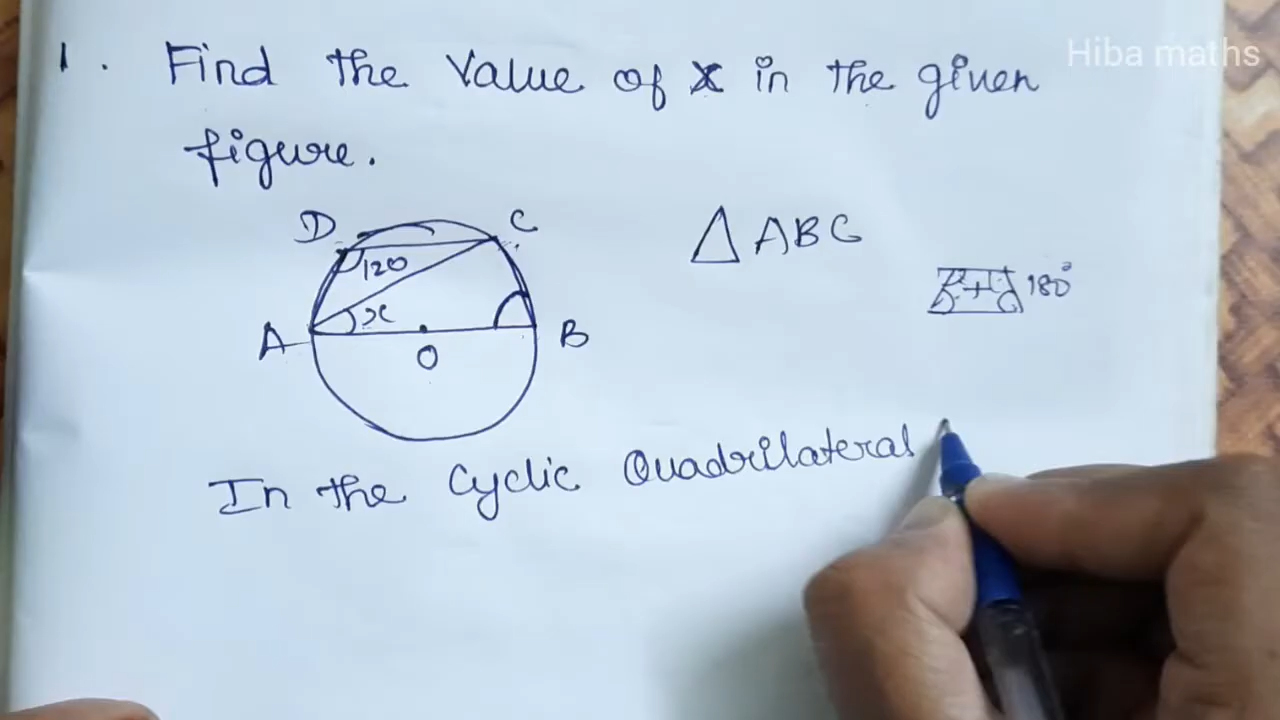 Hiba maths
1. Find the Value of x in the given
figure.
D C
120
x
A B
O
△ ABC
180°
In the Cyclic Quadrilateral